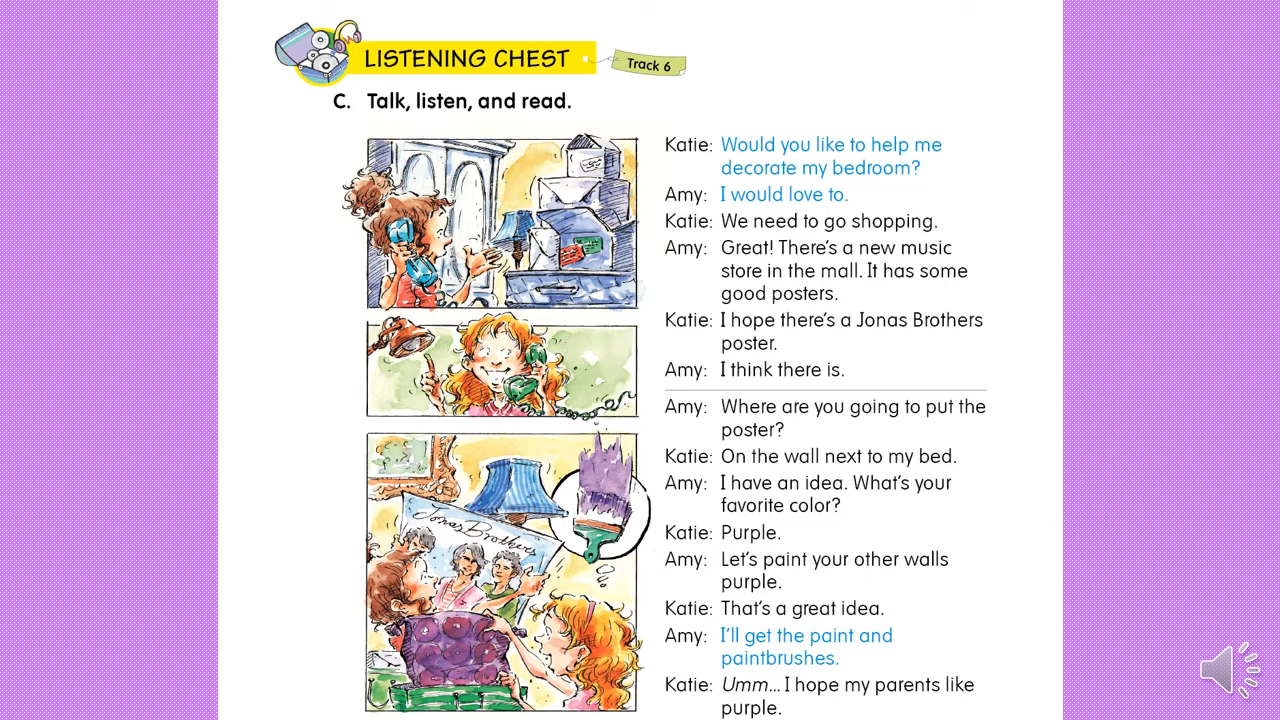 LISTENING CHEST
Track 6
C. Talk, listen, and read.
Katie: Would you like to help me
decorate my bedroom?
Amy: I would love to.
Katie: We need to go shopping.
Amy: Great! There's a new music
store in the mall. It has some
good posters.
Katie: I hope there's a Jonas Brothers
poster.
Amy: I think there is.
Amy: Where are you going to put the
poster?
Katie: On the wall next to my bed.
Amy: I have an idea. What's your
favorite color?
Katie: Purple.
Amy: Let's paint your other walls
purple.
Katie: That's a great idea.
Amy: I'll get the paint and
paintbrushes.
Katie: Umm... I hope my parents like
purple.
Jonas Brothers